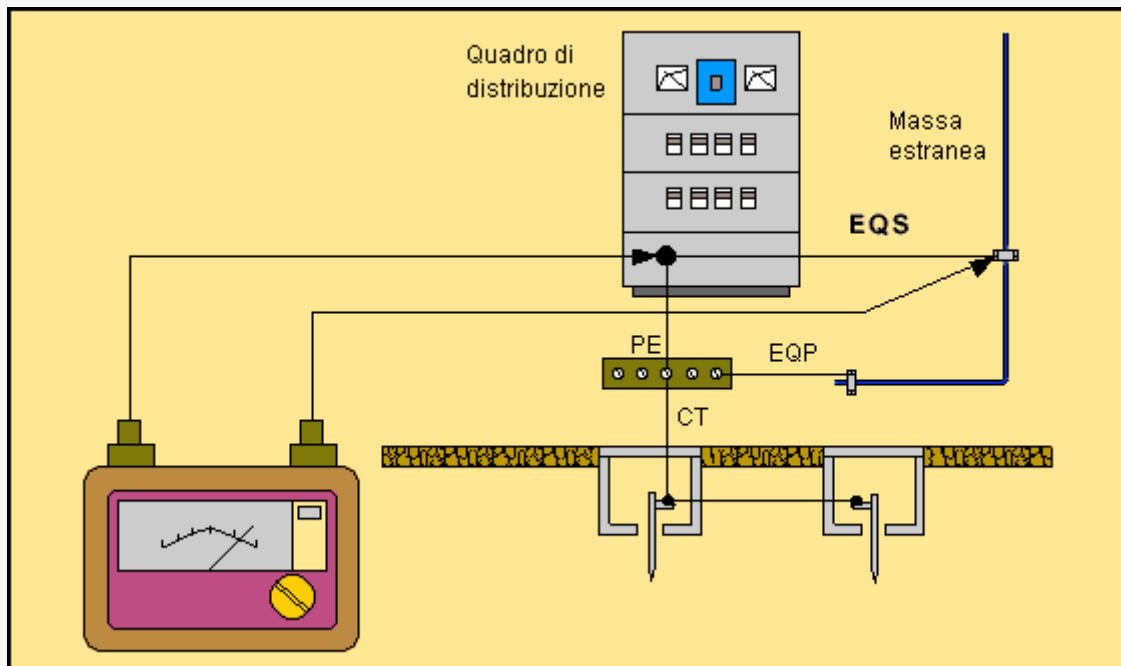 Quadro di
distribuzione
Massa
estranea
EQS
PE
EQP
CT